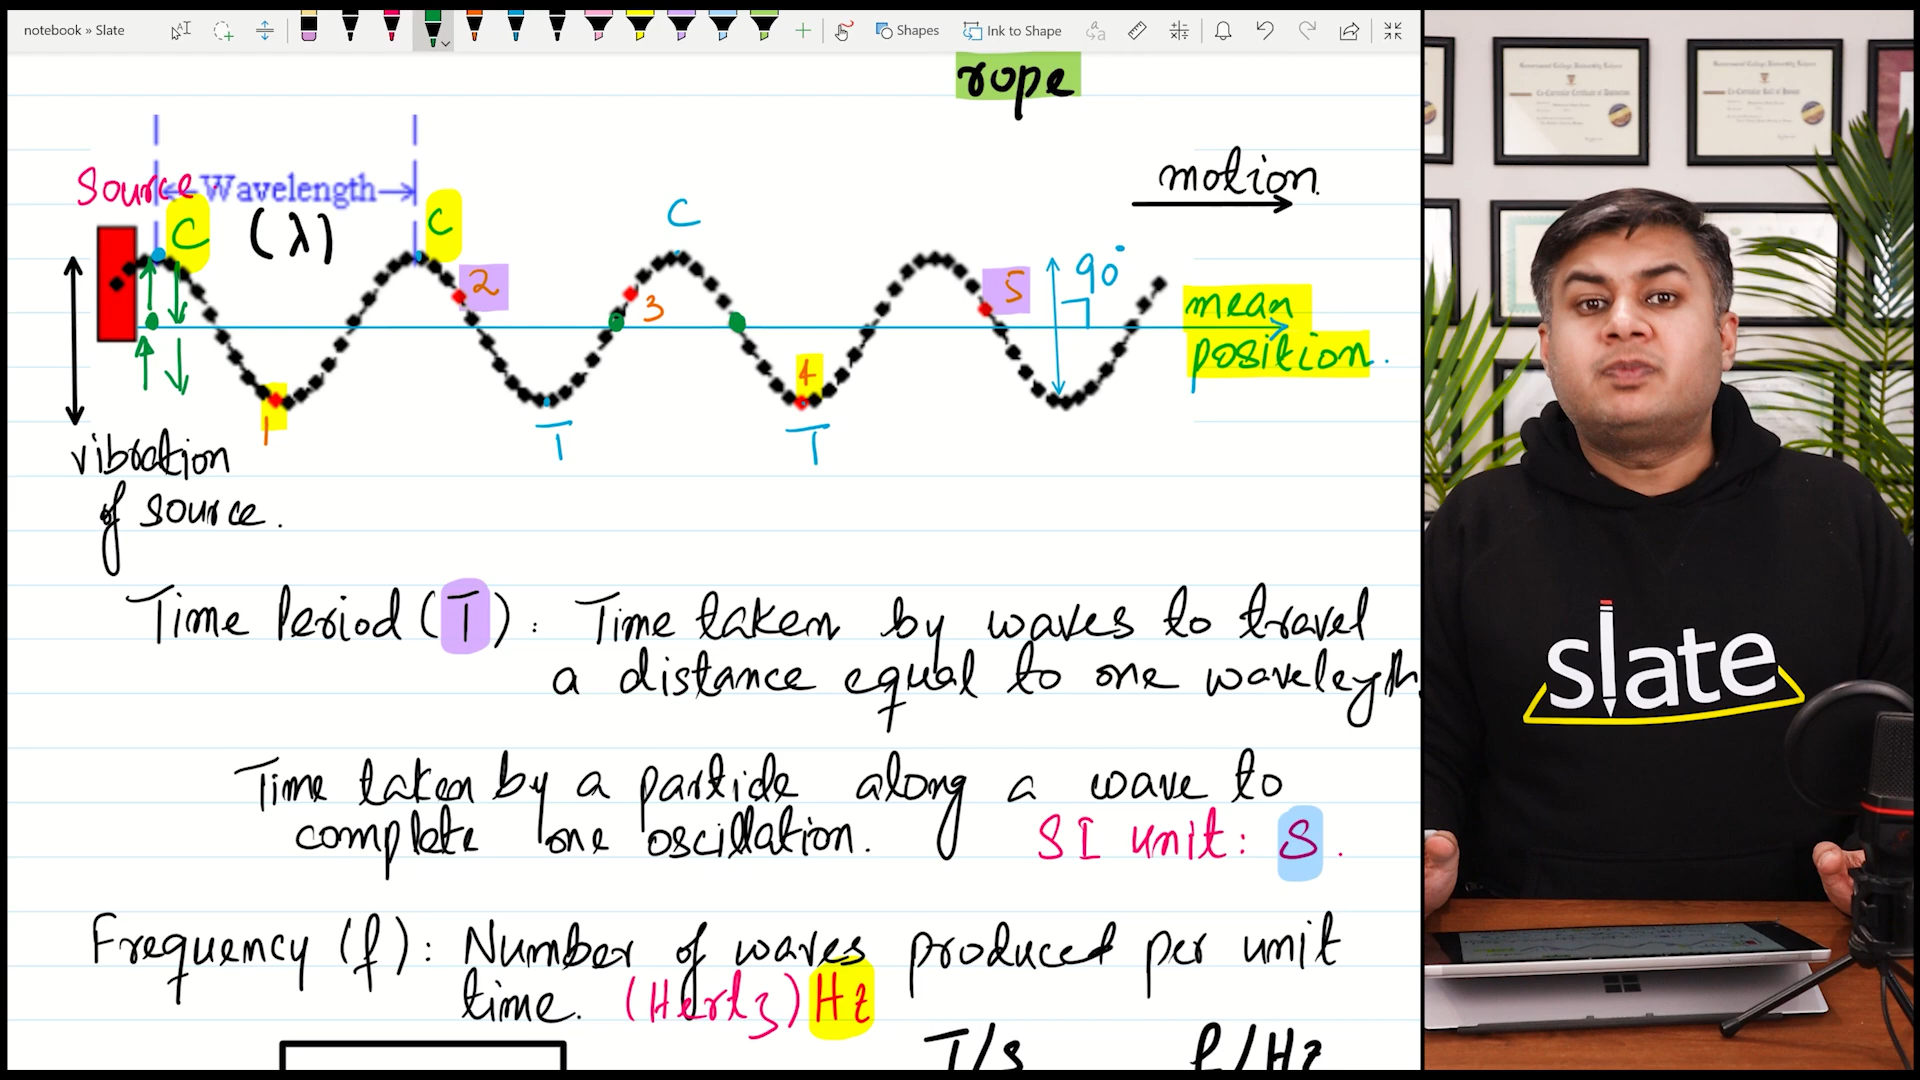 notebook » Slate
Shapes
Ink to Shape
rope
Source
Wavelength
motion
C
(λ)
C
C
2
3
5
90°
mean
position.
4
1
T
T
vibration
of source.
Time Period (T): Time taken by waves to travel
a distance equal to one wavelength
Time taken by a particle along a wave to
complete one oscillation. SI unit: S.
Frequency (f): Number of waves produced per unit
time. (Hertz) Hz
T/s f/Hz
slate